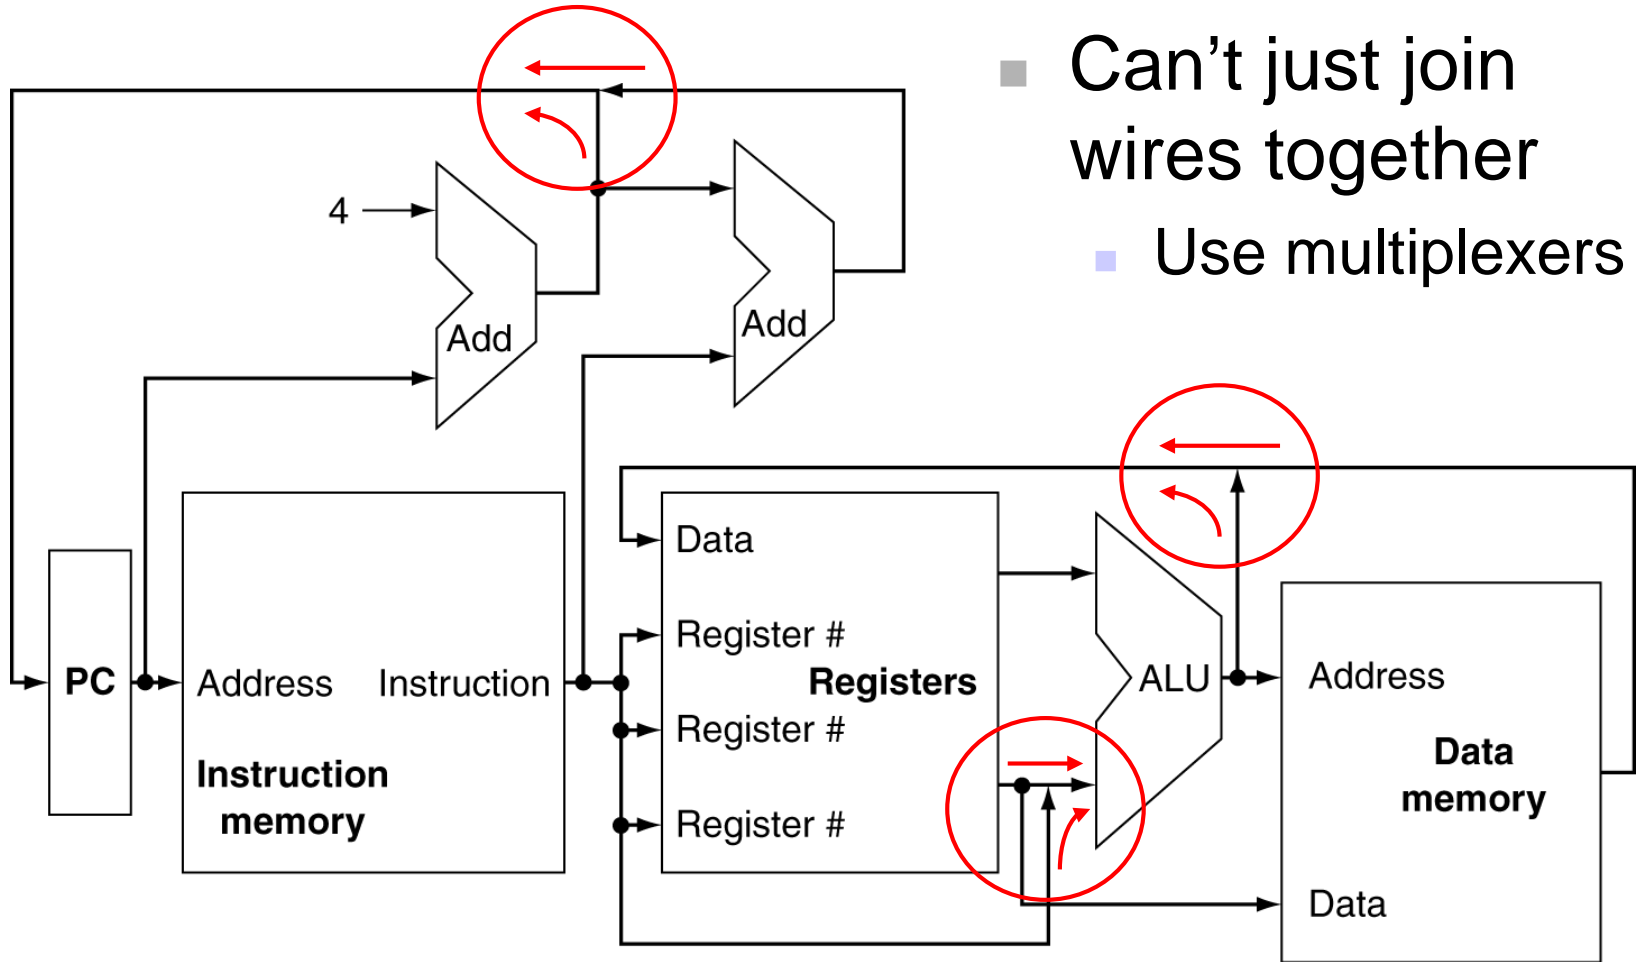 Can’t just join
wires together
Use multiplexers
4
Add
Add
PC
Address
Instruction
Instruction
memory
Data
Register #
Registers
Register #
Register #
ALU
Address
Data
memory
Data